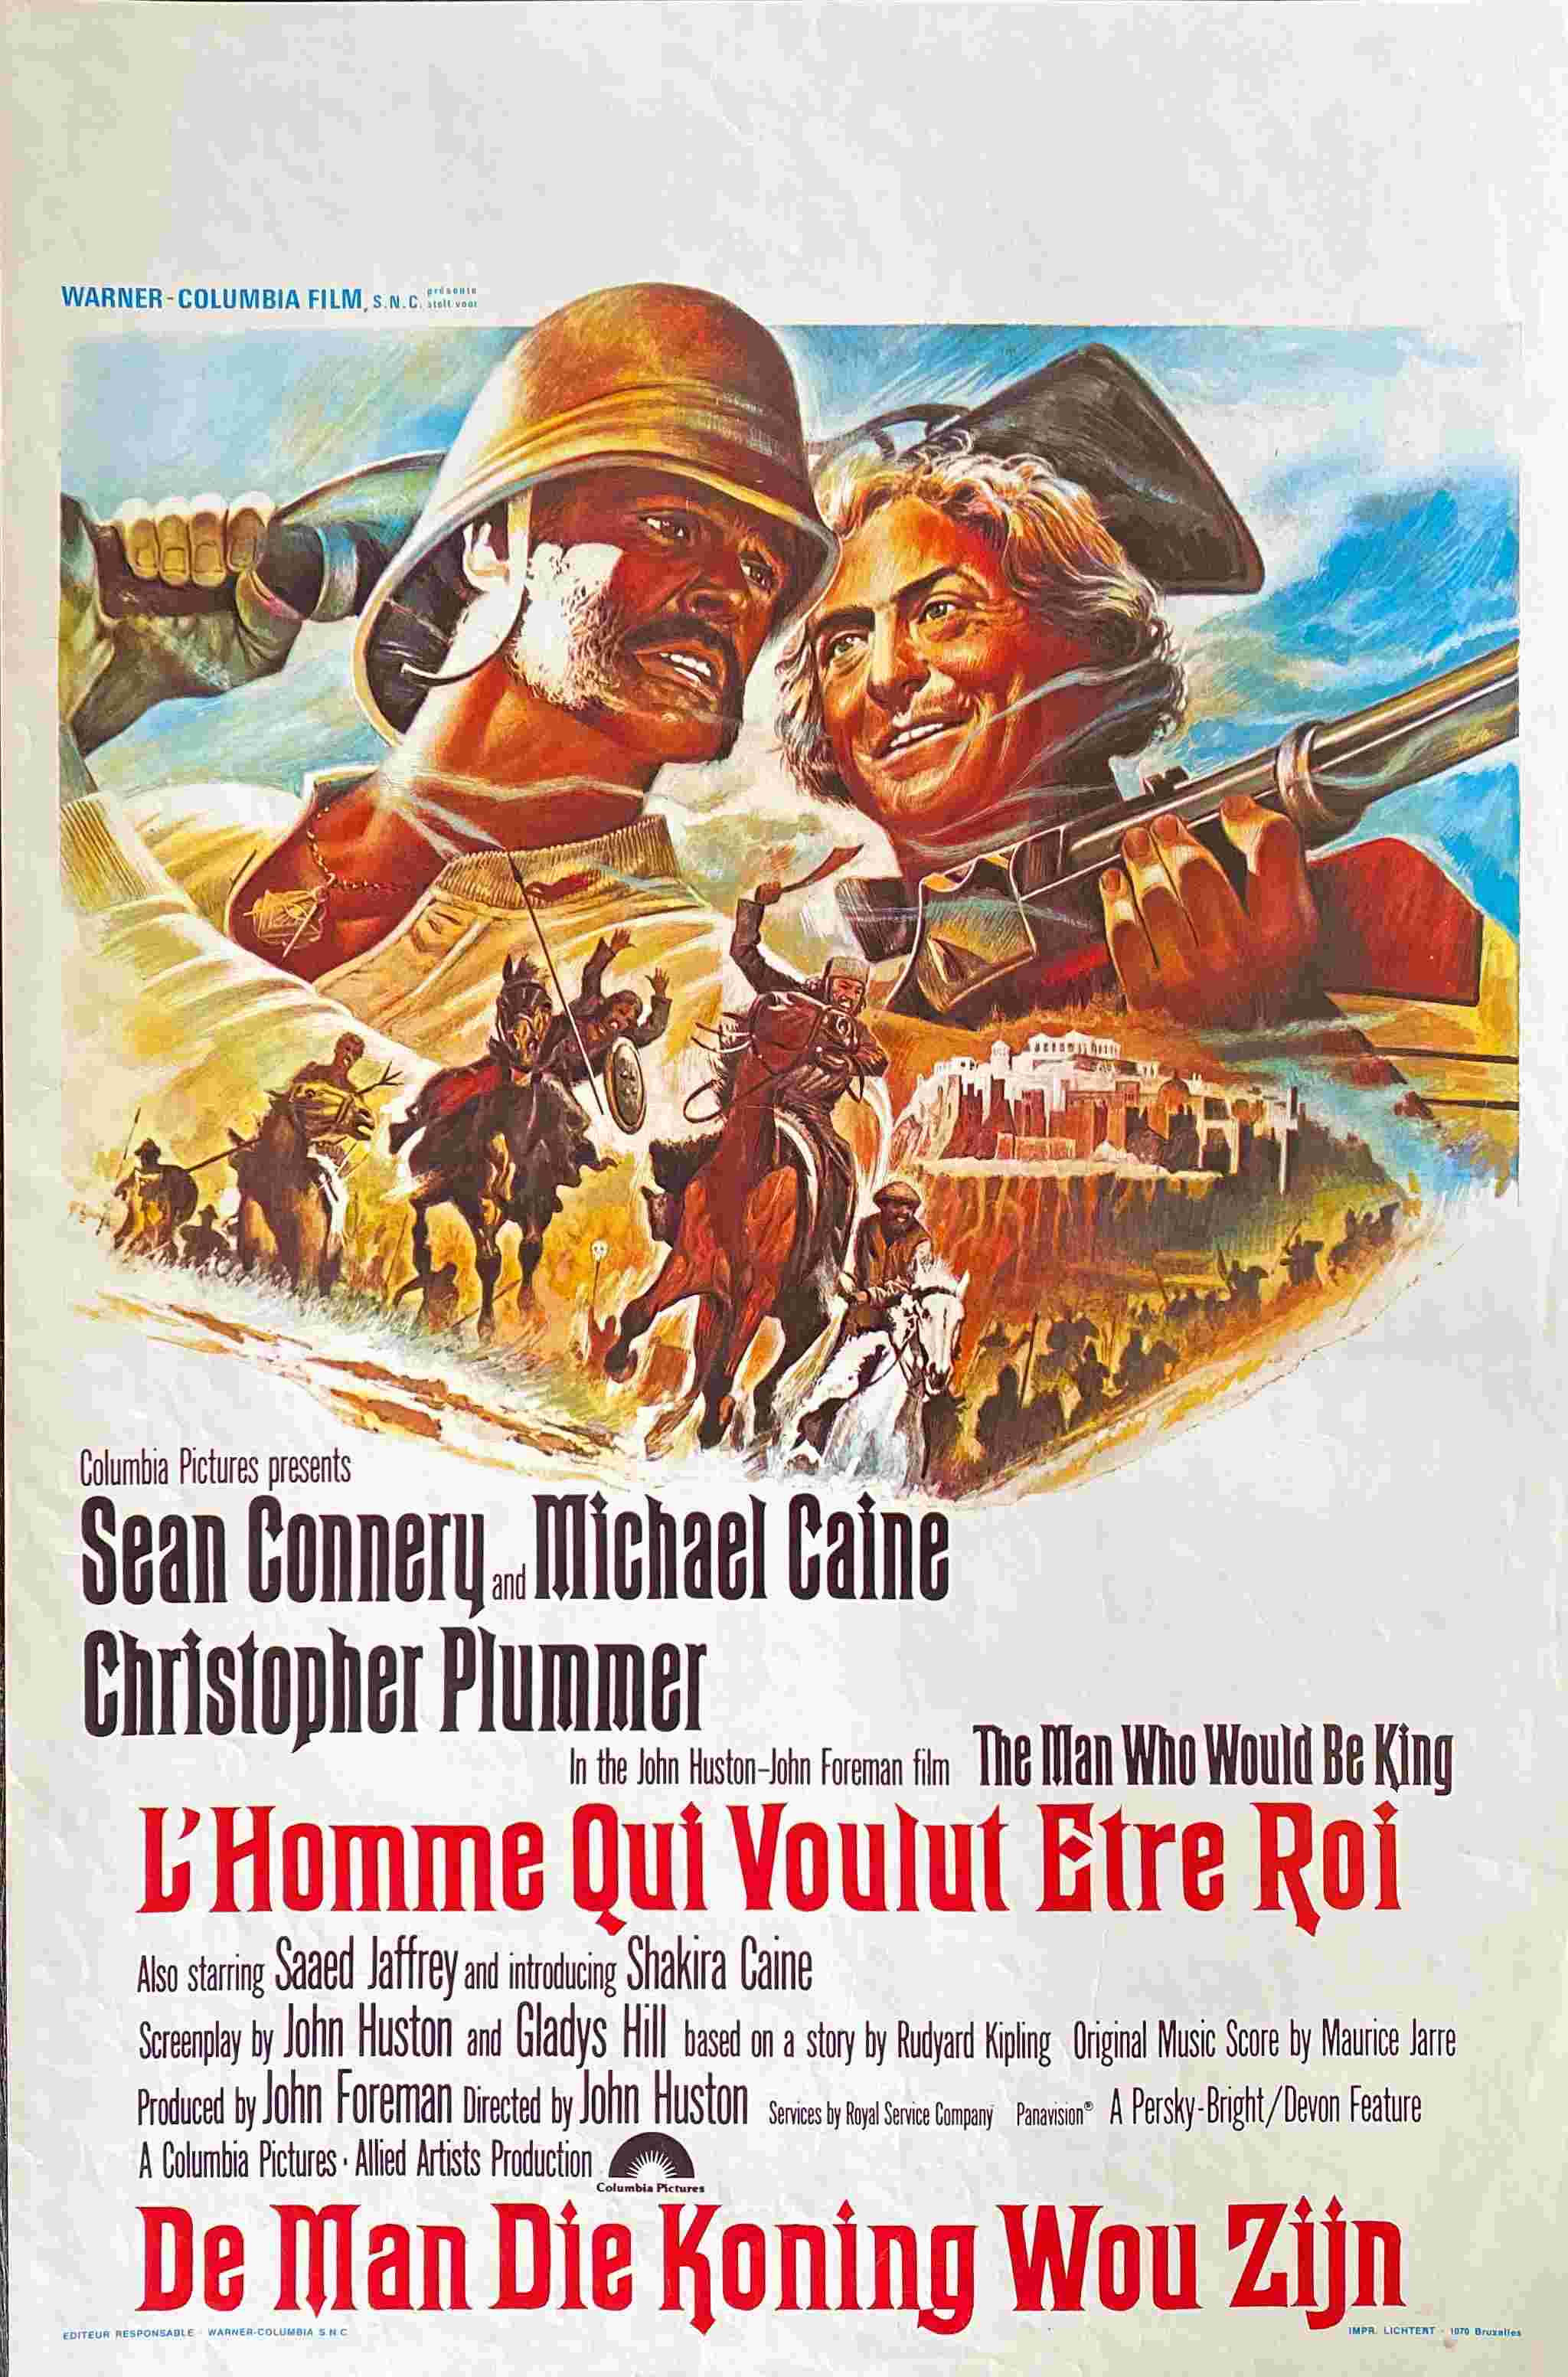 WARNER-COLUMBIA FILM, S.N.C. présente stelt voor
Columbia Pictures presents
Sean Connery and Michael Caine
Christopher Plummer
In the John Huston-John Foreman film The Man Who Would Be King
L'Homme Qui Voulut Etre Roi
Also starring Saaed Jaffrey and introducing Shakira Caine
Screenplay by John Huston and Gladys Hill based on a story by Rudyard Kipling Original Music Score by Maurice Jarre
Produced by John Foreman Directed by John Huston Services by Royal Service Company Panavision® A Persky-Bright/Devon Feature
A Columbia Pictures · Allied Artists Production
Columbia Pictures
De Man Die Koning Wou Zijn
EDITEUR RESPONSABLE - WARNER-COLUMBIA S.N.C
IMPR. LICHTERT - 1070 Bruxelles